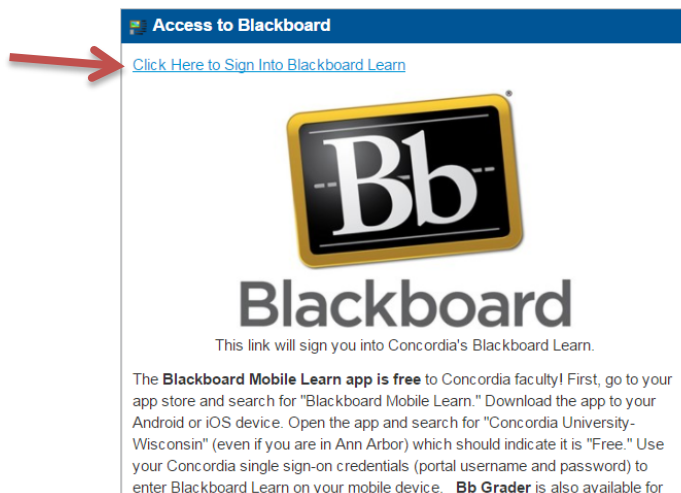 Access to Blackboard
Click Here to Sign Into Blackboard Learn
Bb
®
Blackboard
This link will sign you into Concordia's Blackboard Learn.
The Blackboard Mobile Learn app is free to Concordia faculty! First, go to your
app store and search for "Blackboard Mobile Learn." Download the app to your
Android or iOS device. Open the app and search for "Concordia University-
Wisconsin" (even if you are in Ann Arbor) which should indicate it is "Free." Use
your Concordia single sign-on credentials (portal username and password) to
enter Blackboard Learn on your mobile device. Bb Grader is also available for